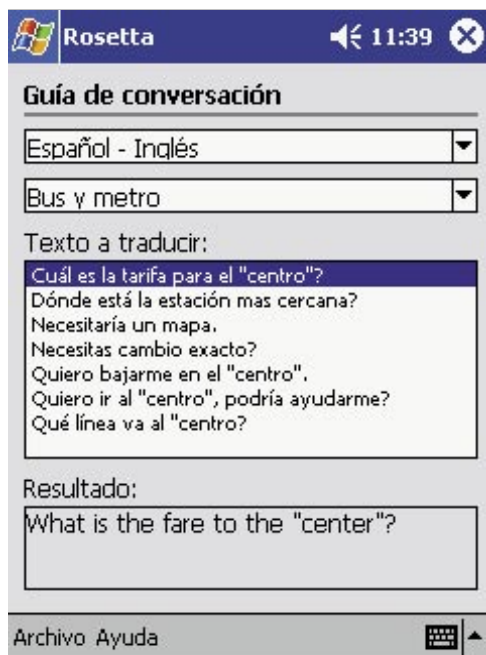 Rosetta 11:39
Guía de conversación
Español - Inglés
Bus y metro
Texto a traducir:
Cuál es la tarifa para el "centro"?
Dónde está la estación mas cercana?
Necesitaría un mapa.
Necesitas cambio exacto?
Quiero bajarme en el "centro".
Quiero ir al "centro", podría ayudarme?
Qué línea va al "centro?
Resultado:
What is the fare to the "center"?
Archivo Ayuda